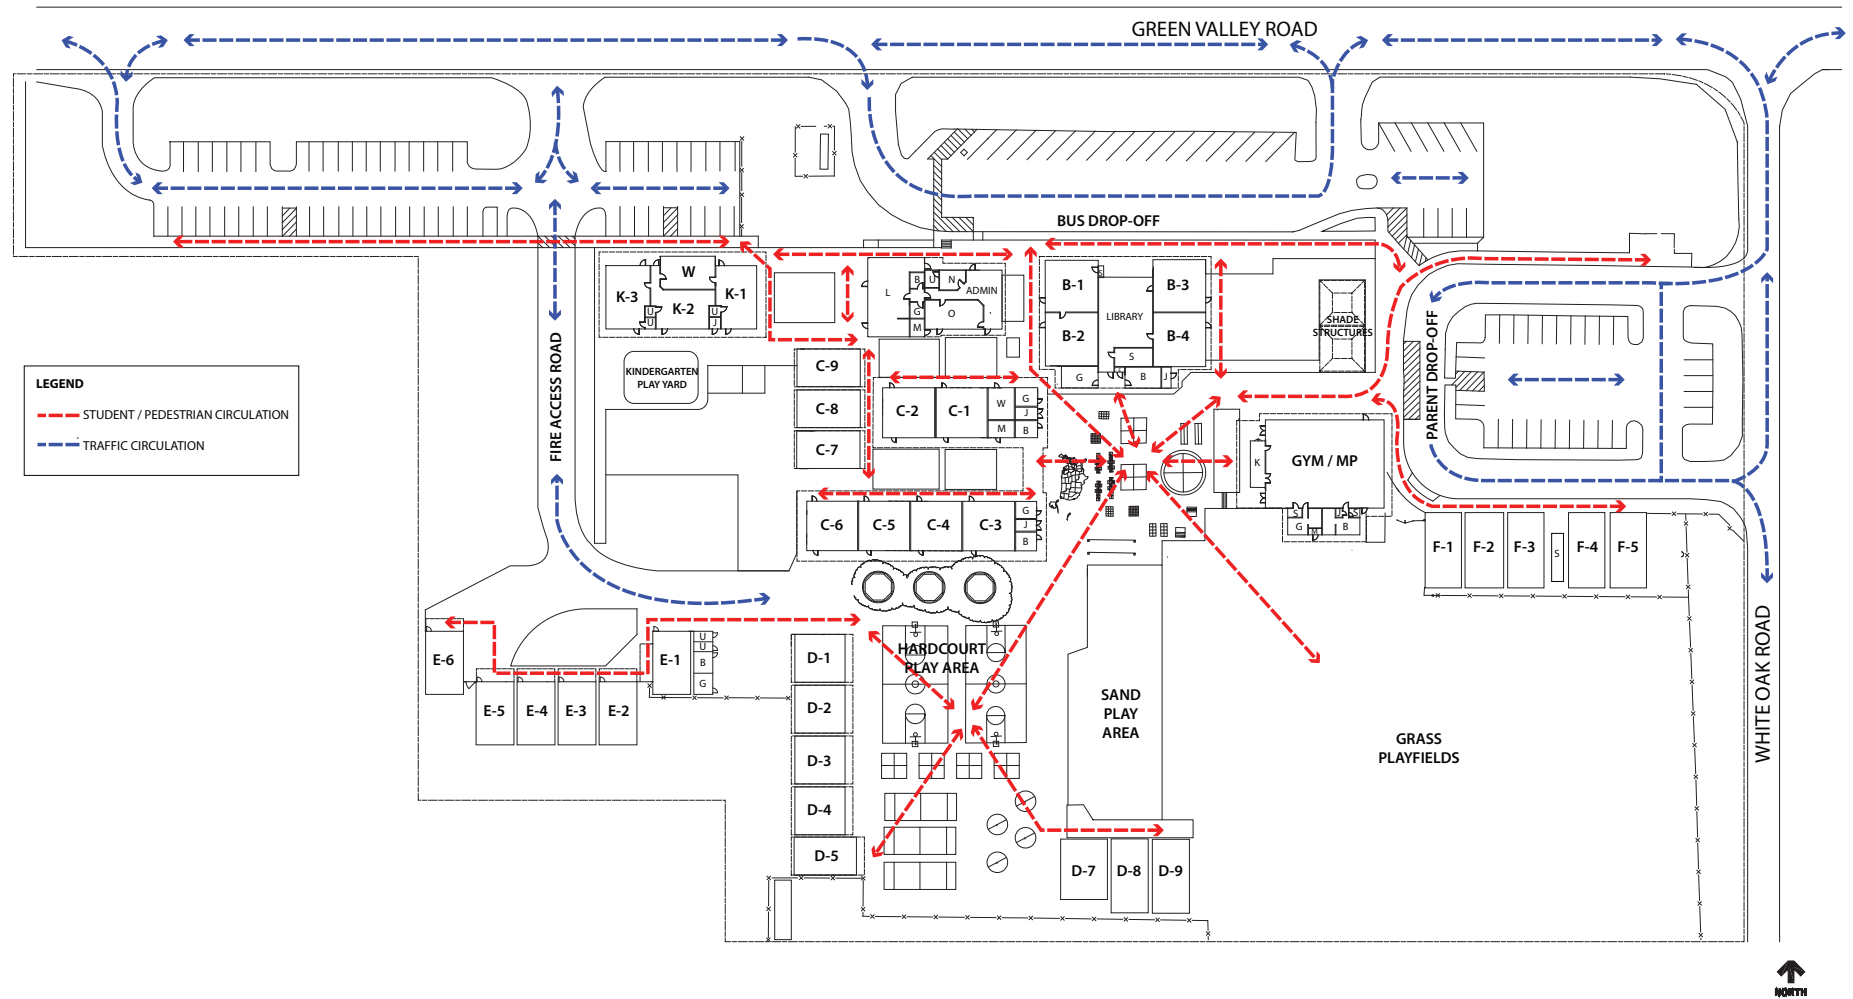 GREEN VALLEY ROAD
BUS DROP-OFF
W
K-3
K-2
K-1
U
U
U
J
L
B
U
N
ADMIN
G
O
M
S
B-1
B-3
LIBRARY
B-2
B-4
S
G
B
J
SHADE
STRUCTURES
PARENT DROP-OFF
FIRE ACCESS ROAD
KINDERGARTEN
PLAY YARD
LEGEND
STUDENT / PEDESTRIAN CIRCULATION
TRAFFIC CIRCULATION
C-9
C-8
C-7
C-2
C-1
W
G
J
M
B
K
GYM / MP
S
G
M
U
S
B
C-6
C-5
C-4
C-3
G
J
B
F-1
F-2
F-3
S
F-4
F-5
E-6
E-5
E-4
E-3
E-2
E-1
U
U
B
G
D-1
D-2
D-3
D-4
D-5
HARDCOURT
PLAY AREA
SAND
PLAY
AREA
GRASS
PLAYFIELDS
D-7
D-8
D-9
WHITE OAK ROAD
NORTH